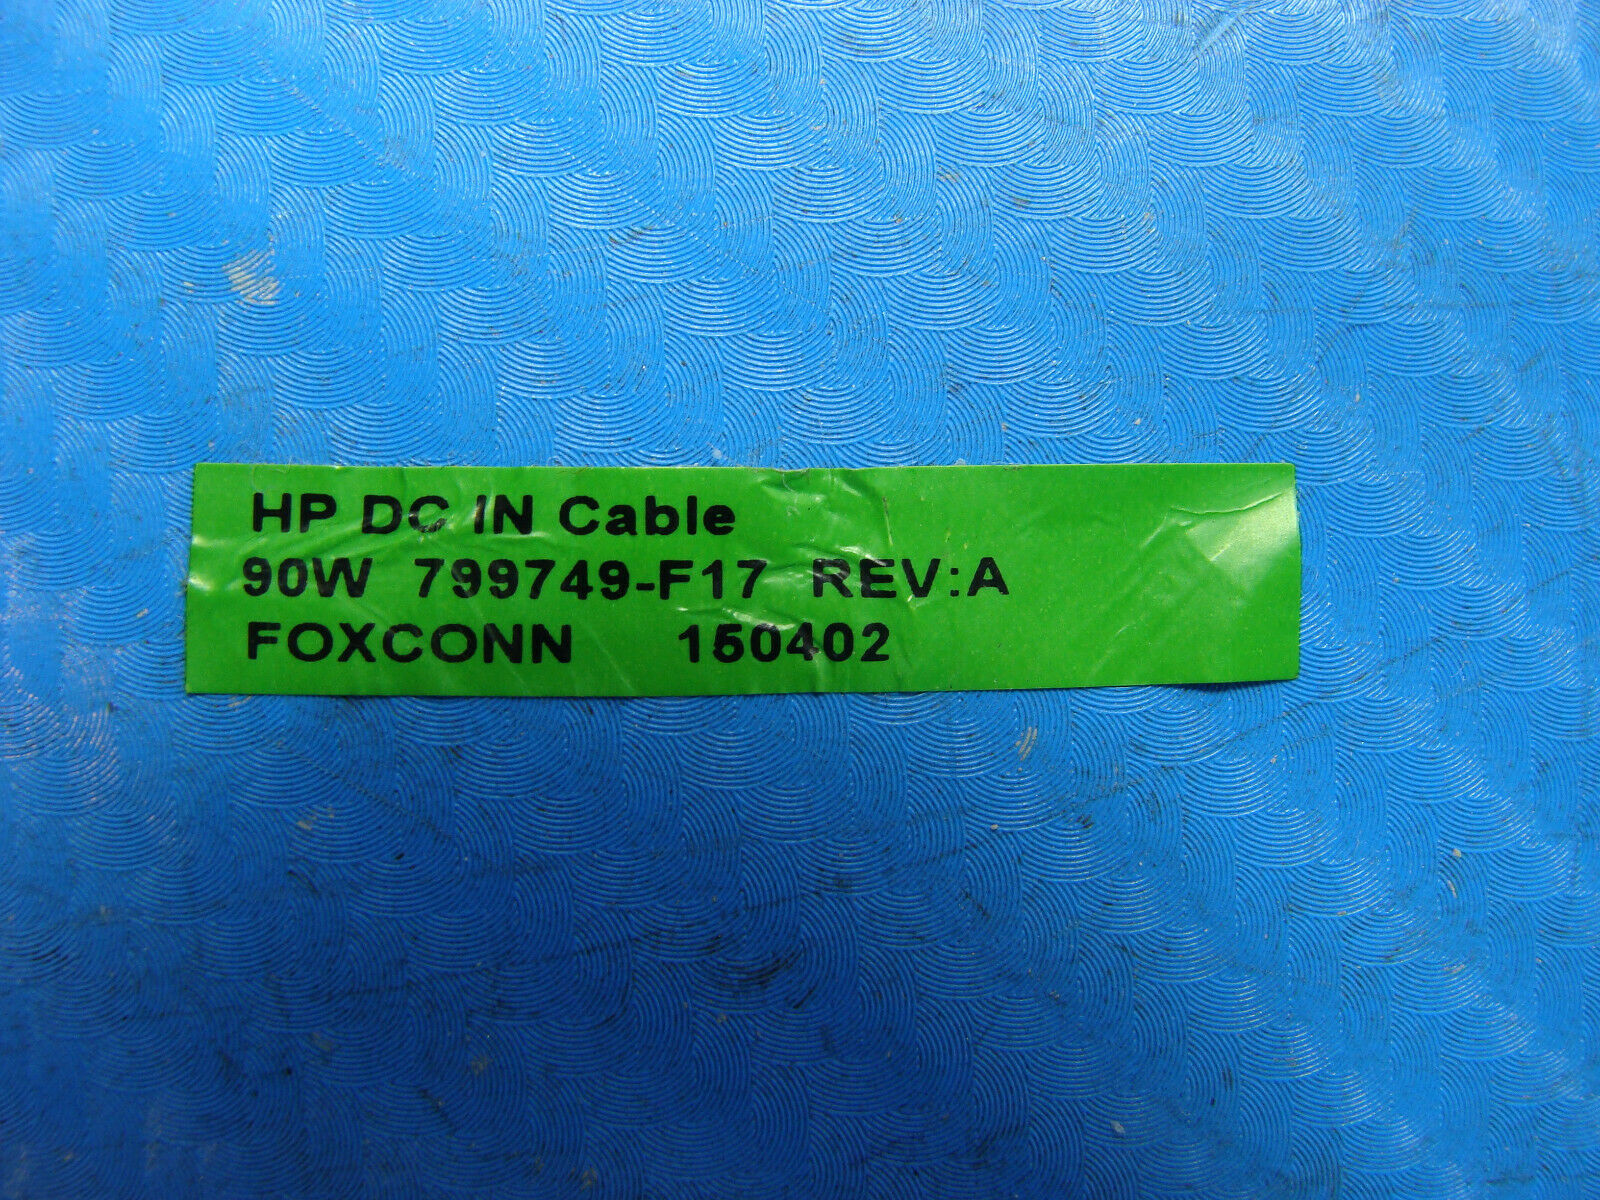 HP DC IN Cable
90W 799749-F17 REV:A
FOXCONN 150402